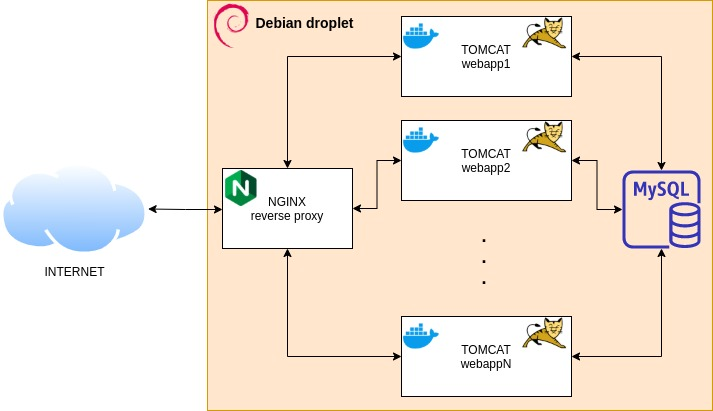 Debian droplet
TOMCAT
webapp1
TOMCAT
webapp2
NGINX
reverse proxy
N
MySQL
INTERNET
.
.
.
TOMCAT
webappN